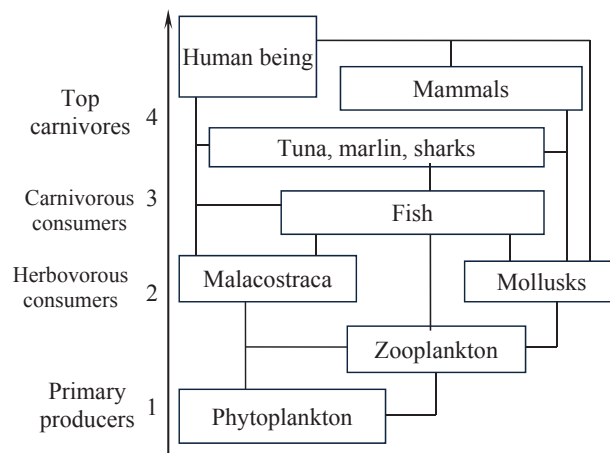 Human being
Mammals
Top
carnivores 4
Tuna, marlin, sharks
Carnivorous 3
consumers
Fish
Herbovorous
consumers 2
Malacostraca
Mollusks
Zooplankton
Primary
producers 1
Phytoplankton